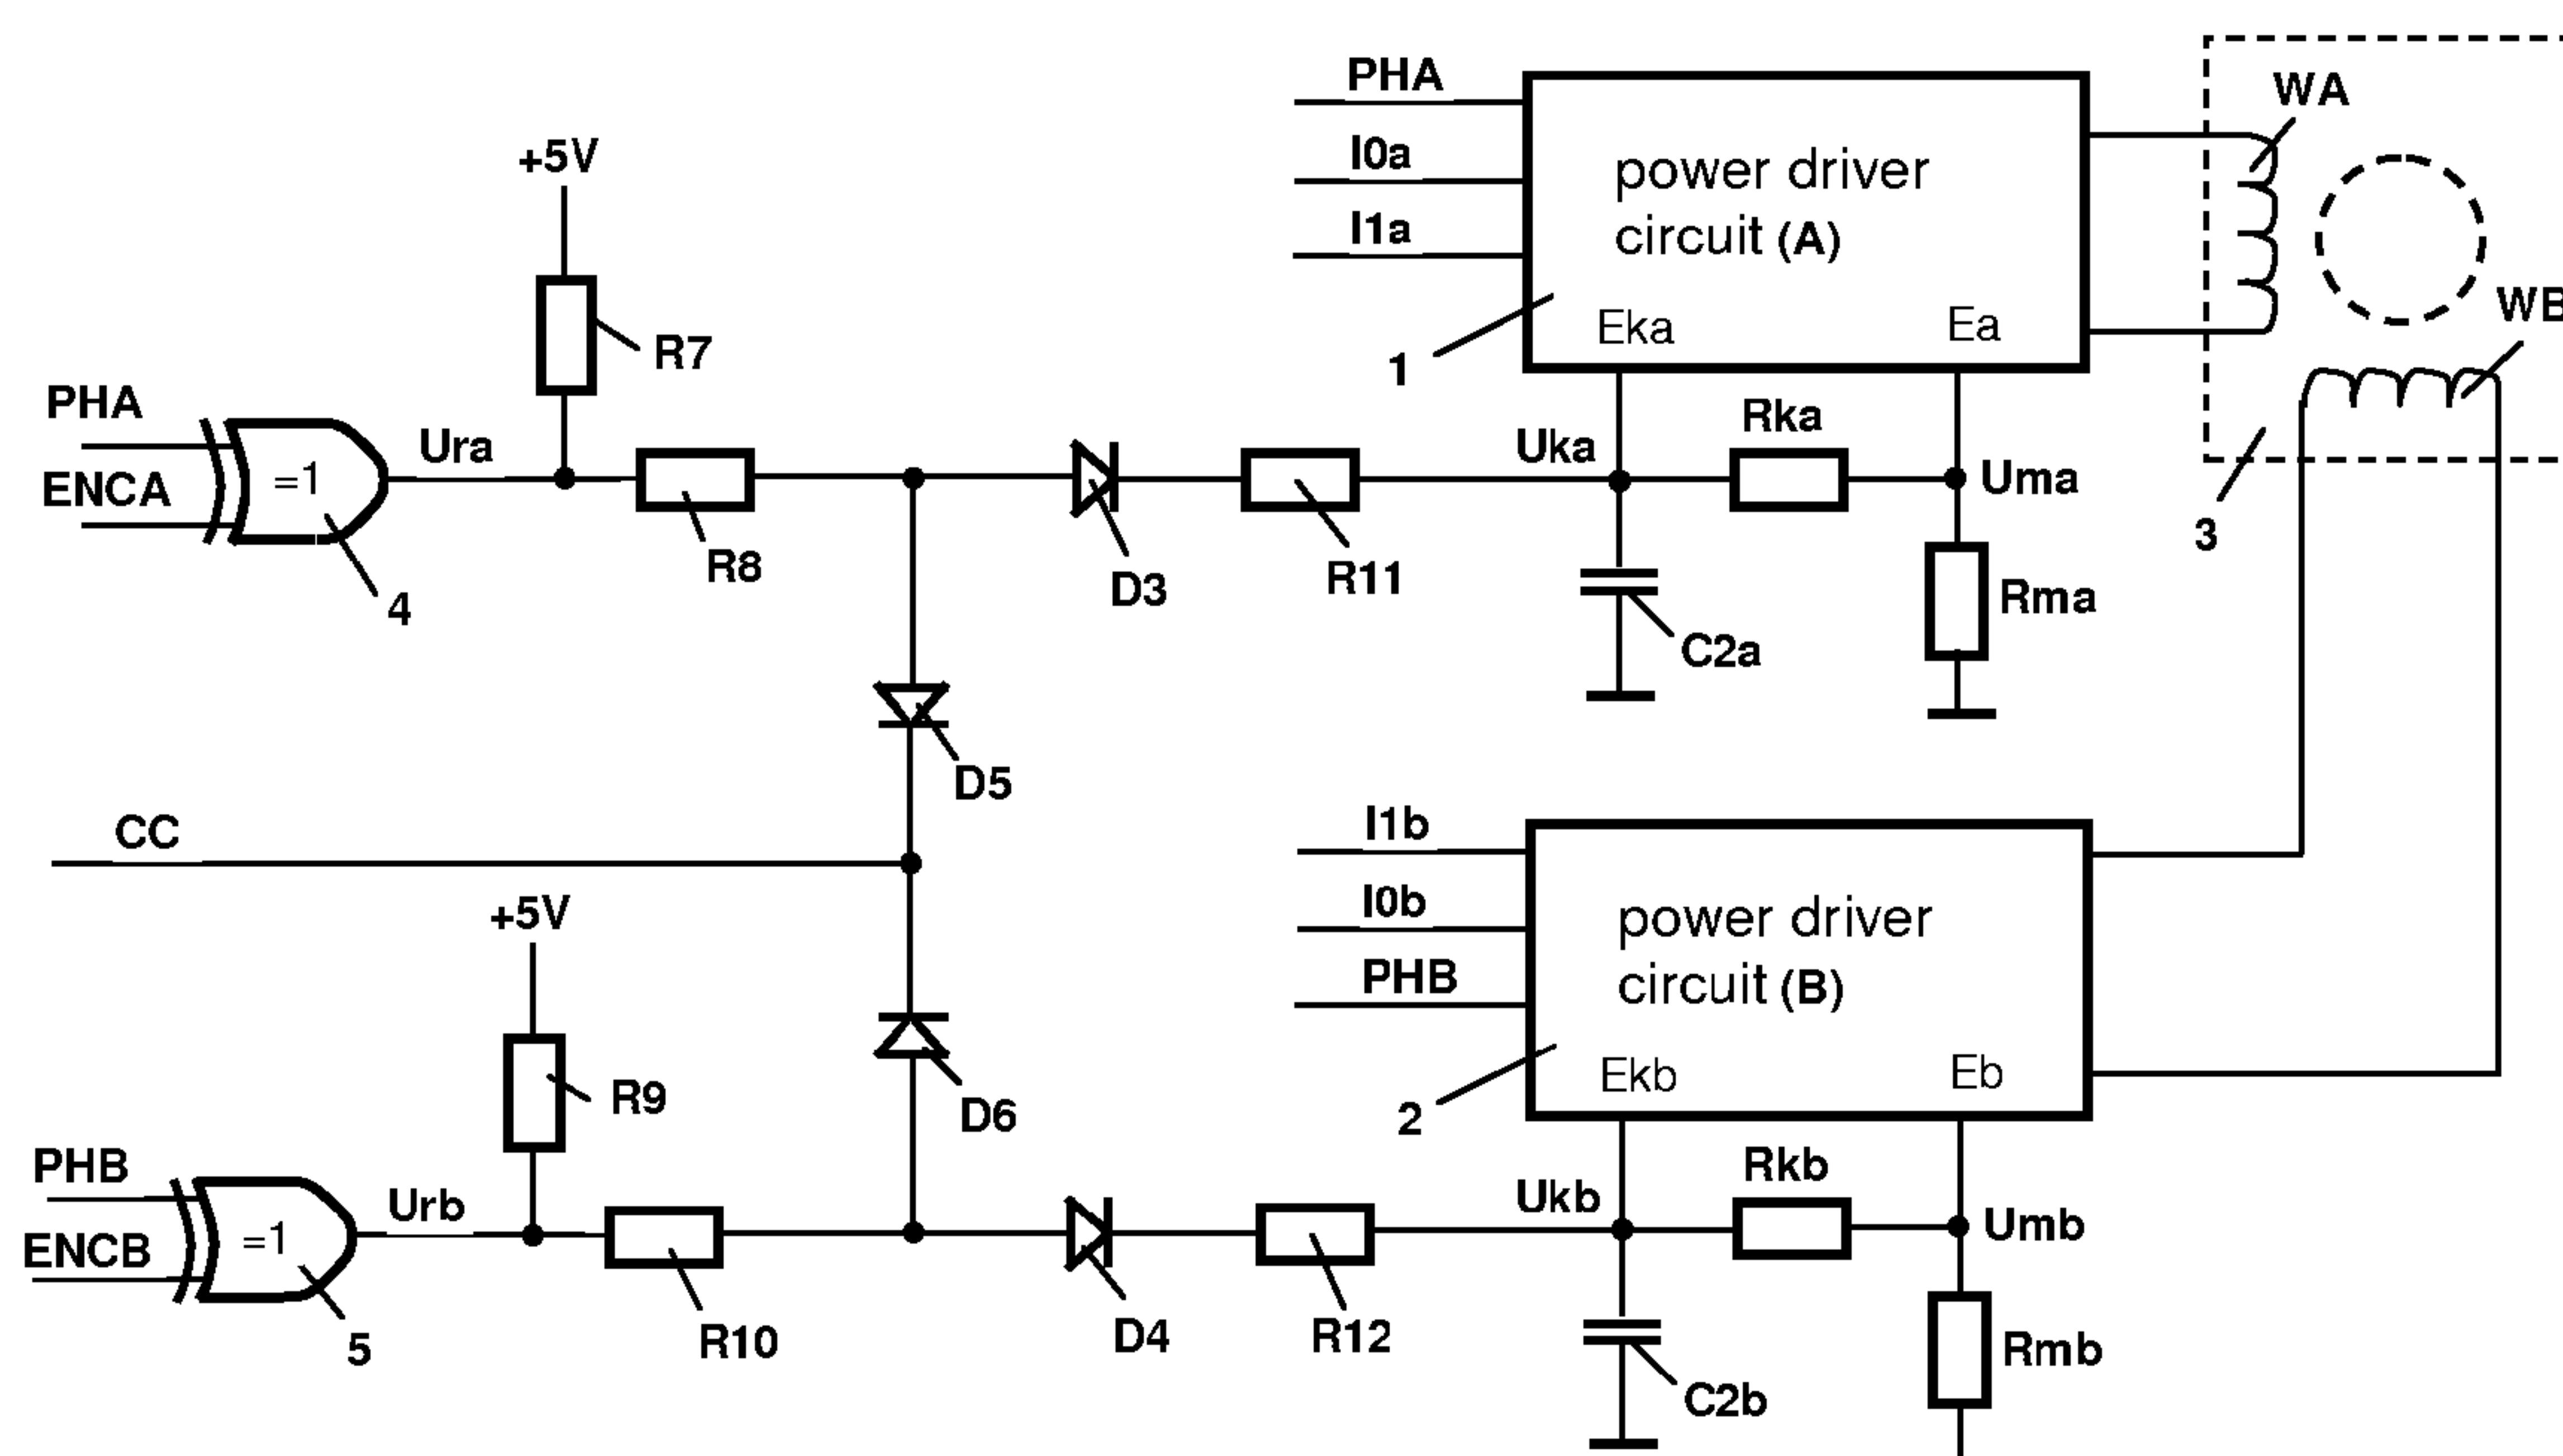 PHA
WA
I0a
+5V
power driver
circuit (A)
I1a
Eka
Ea
WB
R7
1
PHA
Rka
Ura
Uka
=1
ENCA
Uma
3
R8
D3
R11
Rma
4
C2a
D5
CC
I1b
I0b
+5V
power driver
circuit (B)
PHB
Ekb
Eb
R9
D6
2
PHB
Rkb
Urb
Ukb
Umb
=1
ENCB
R10
D4
R12
5
Rmb
C2b